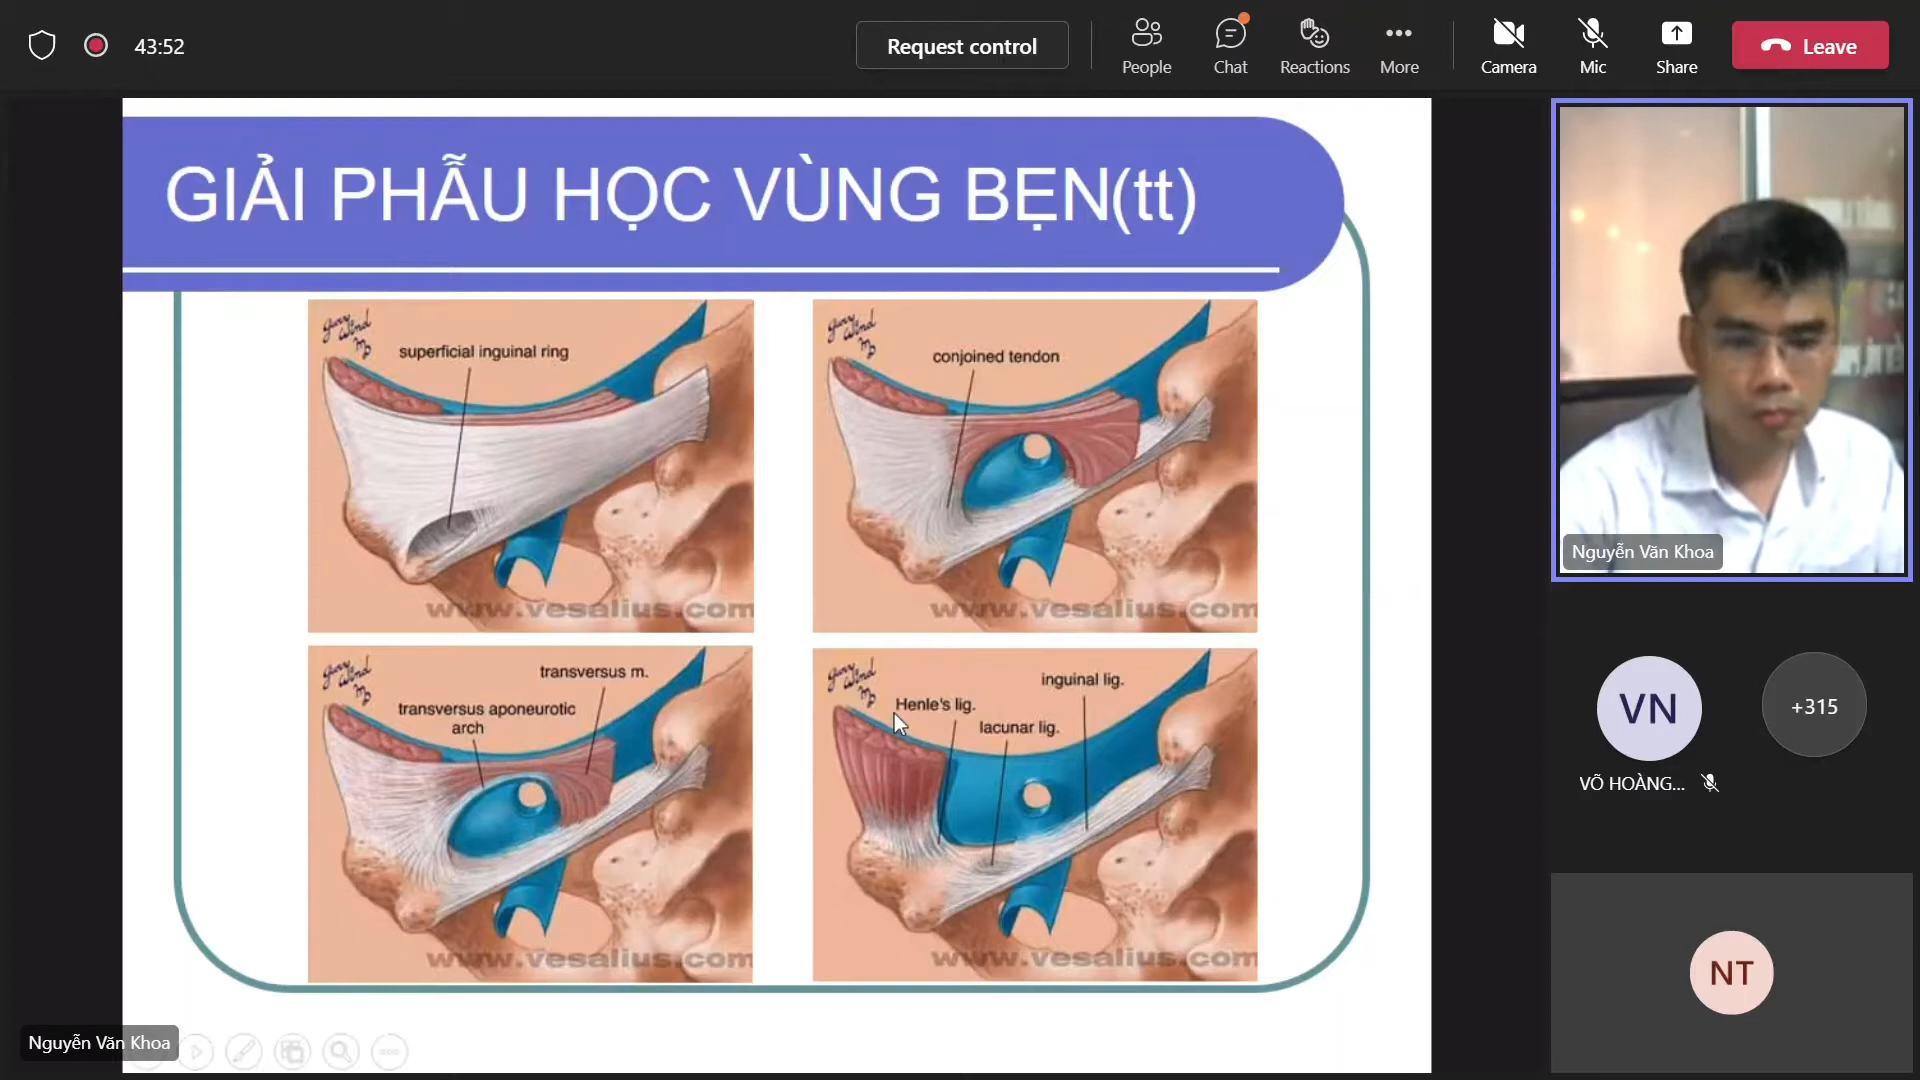 43:52
Request control
People
Chat
Reactions
More
Camera
Mic
Share
Leave
GIẢI PHẪU HỌC VÙNG BẸN(tt)
superficial inguinal ring
www.vesalius.com
conjoined tendon
www.vesalius.com
transversus m.
transversus aponeurotic
arch
www.vesalius.com
inguinal lig.
Henle's lig.
lacunar lig.
www.vesalius.com
Nguyễn Văn Khoa
VN
+315
VÕ HOÀNG...
NT
Nguyễn Văn Khoa